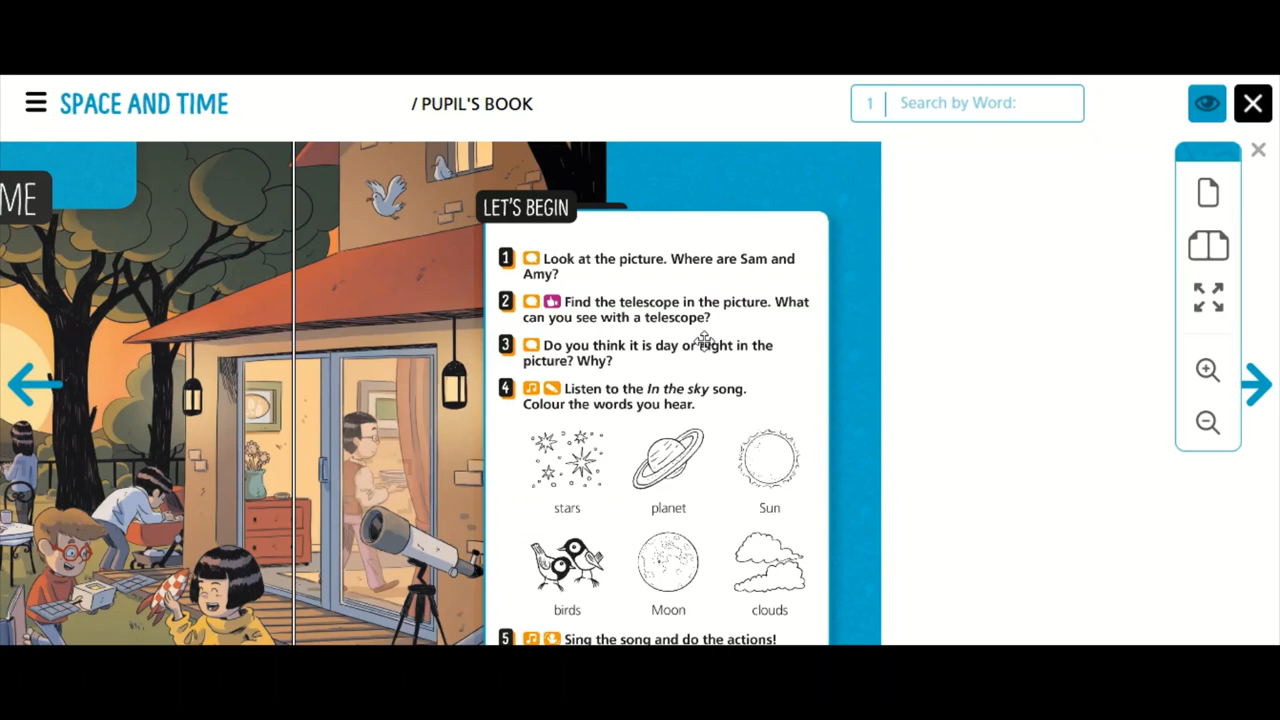 SPACE AND TIME
/ PUPIL'S BOOK
1 Search by Word:
ME
LET'S BEGIN
1 Look at the picture. Where are Sam and
Amy?
2 Find the telescope in the picture. What
can you see with a telescope?
3 Do you think it is day or night in the
picture? Why?
4 Listen to the In the sky song.
Colour the words you hear.
stars planet Sun
birds Moon clouds
5 Sing the song and do the actions!